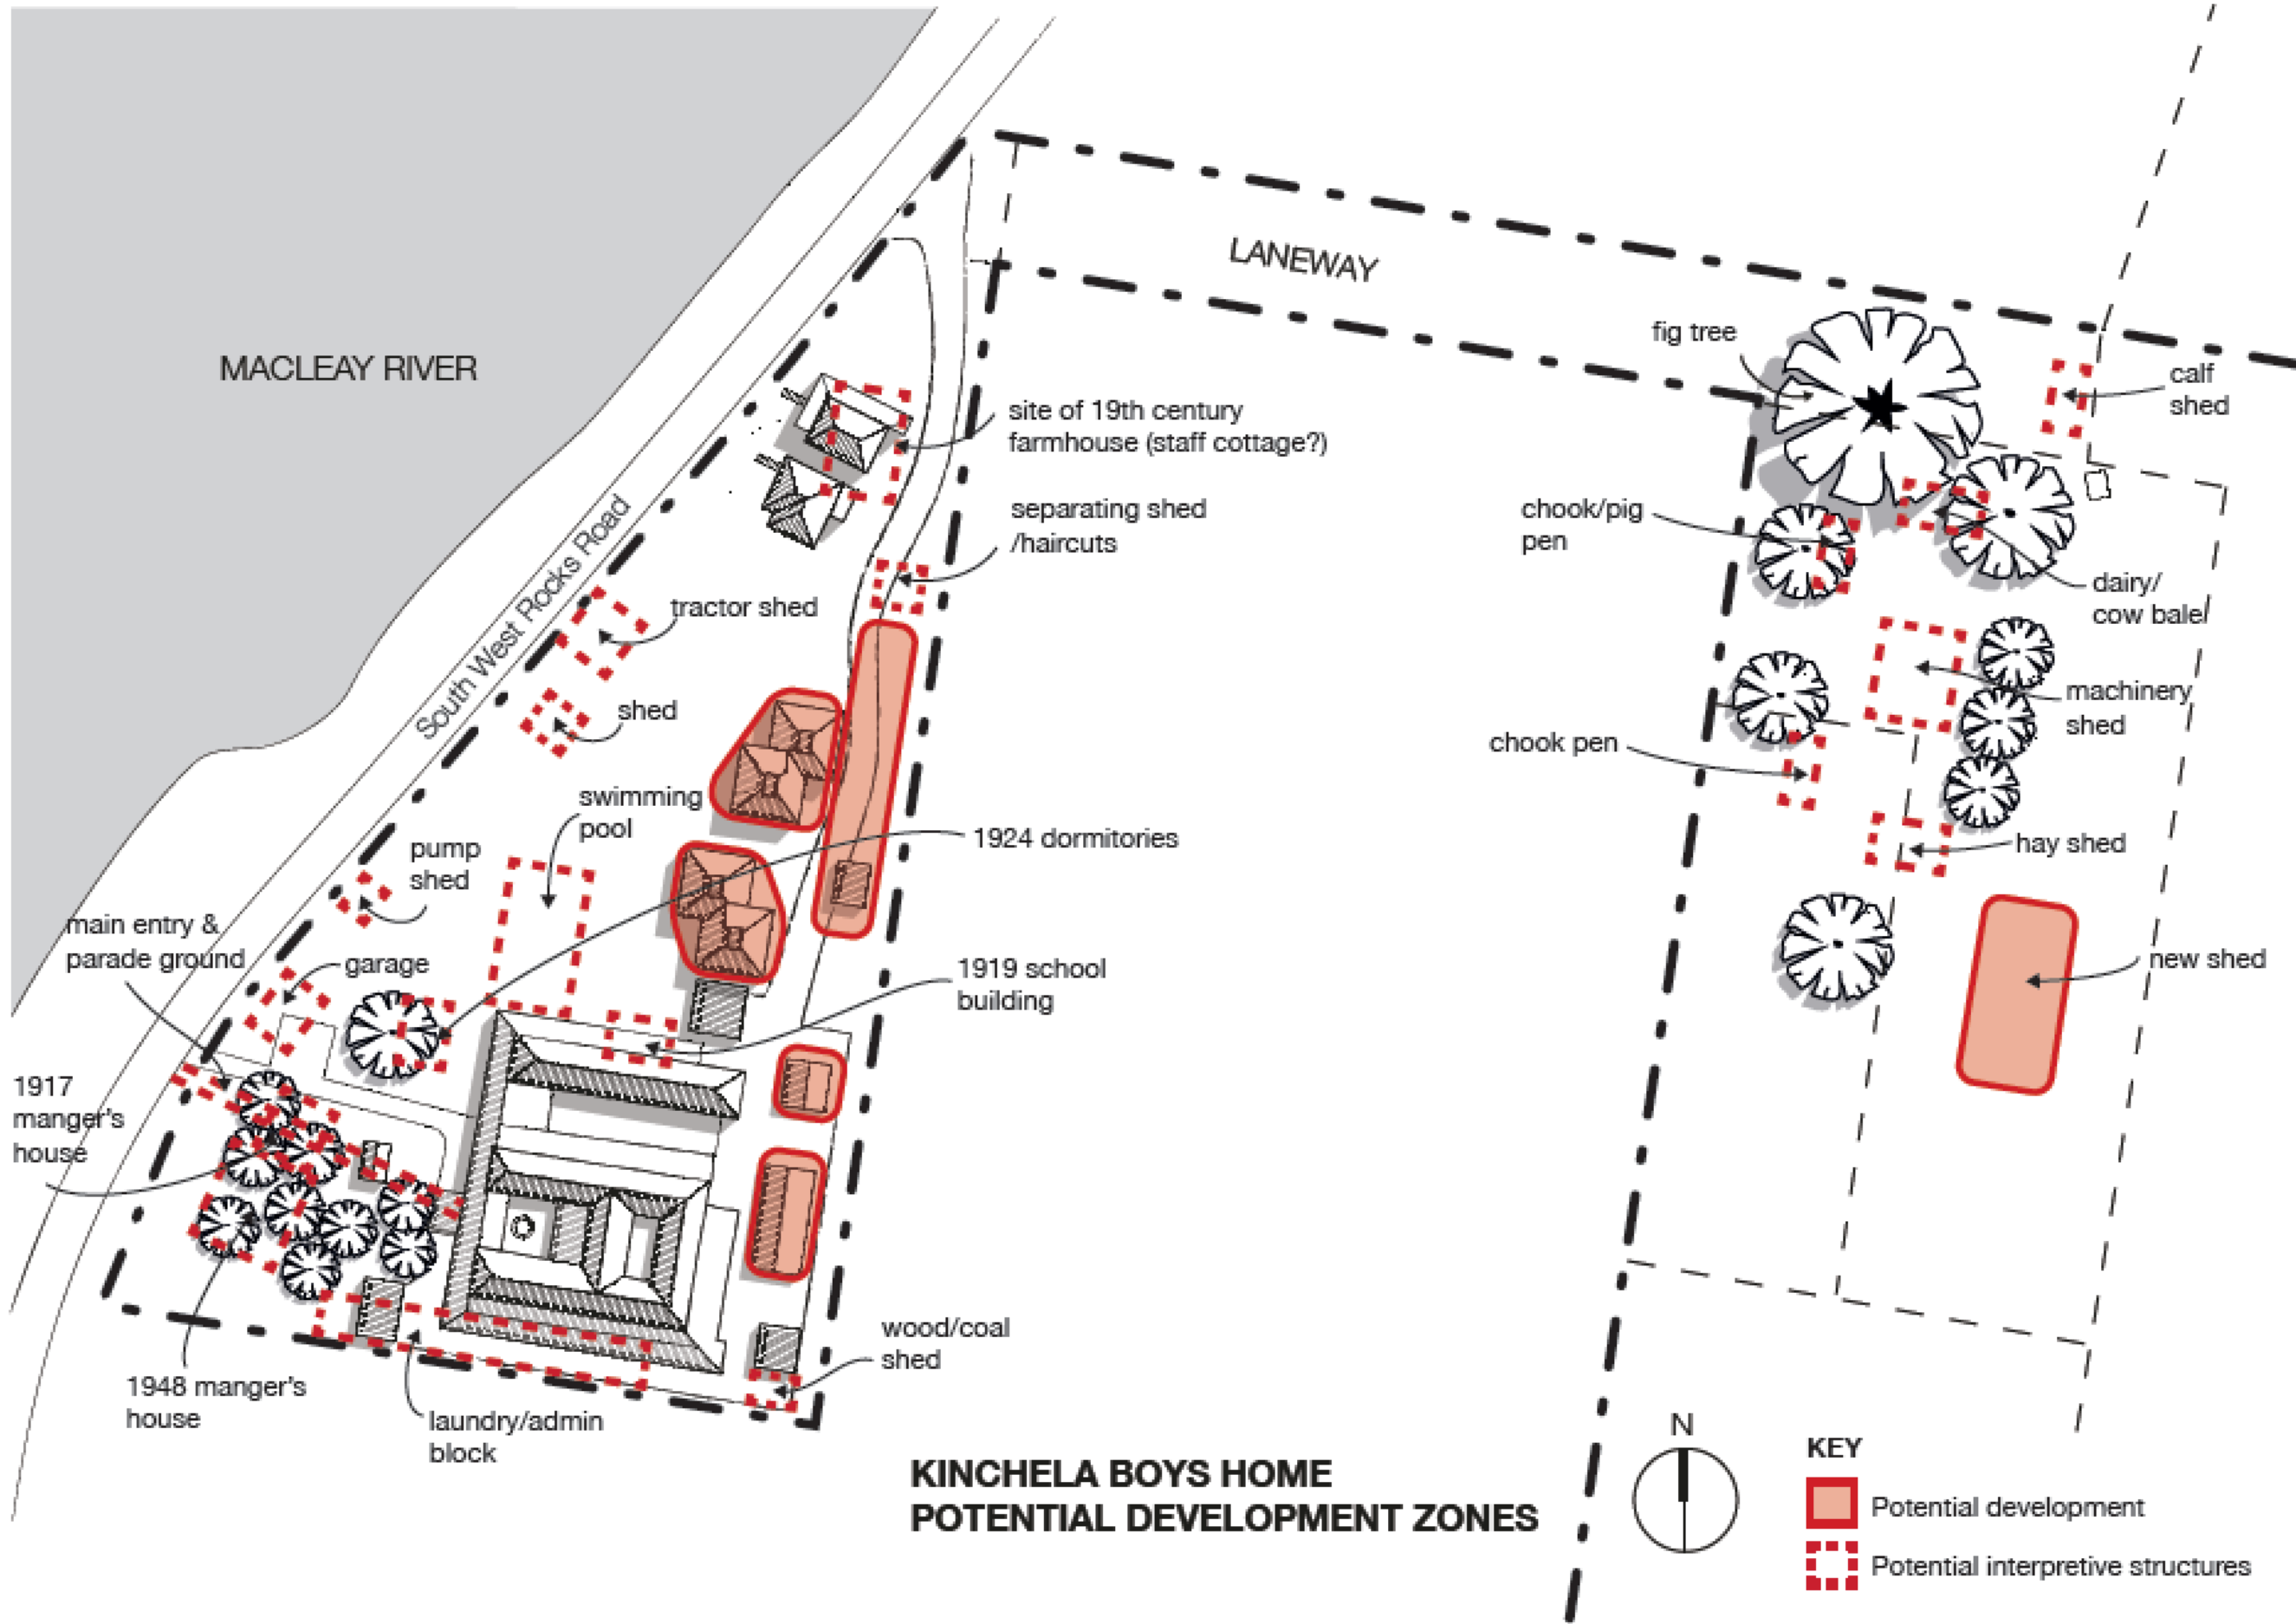 LANEWAY
MACLEAY RIVER
South West Rocks Road
fig tree
calf
shed
site of 19th century
farmhouse (staff cottage?)
separating shed
/haircuts
chook/pig
pen
dairy/
cow bale
tractor shed
shed
machinery
shed
chook pen
swimming
pool
1924 dormitories
hay shed
pump
shed
main entry &
parade ground
garage
1919 school
building
new shed
1917
manger's
house
wood/coal
shed
1948 manger's
house
laundry/admin
block
KINCHELA BOYS HOME
POTENTIAL DEVELOPMENT ZONES
N
KEY
Potential development
Potential interpretive structures